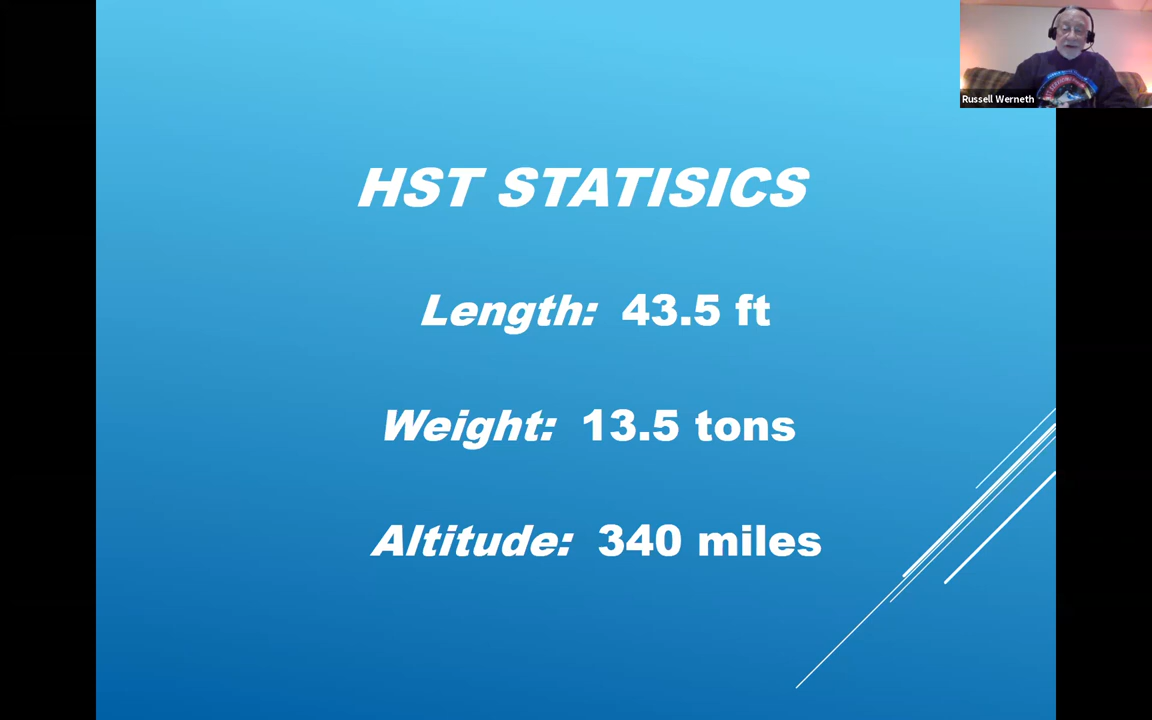 HST STATISICS
Length: 43.5 ft
Weight: 13.5 tons
Altitude: 340 miles
Russell Werneth